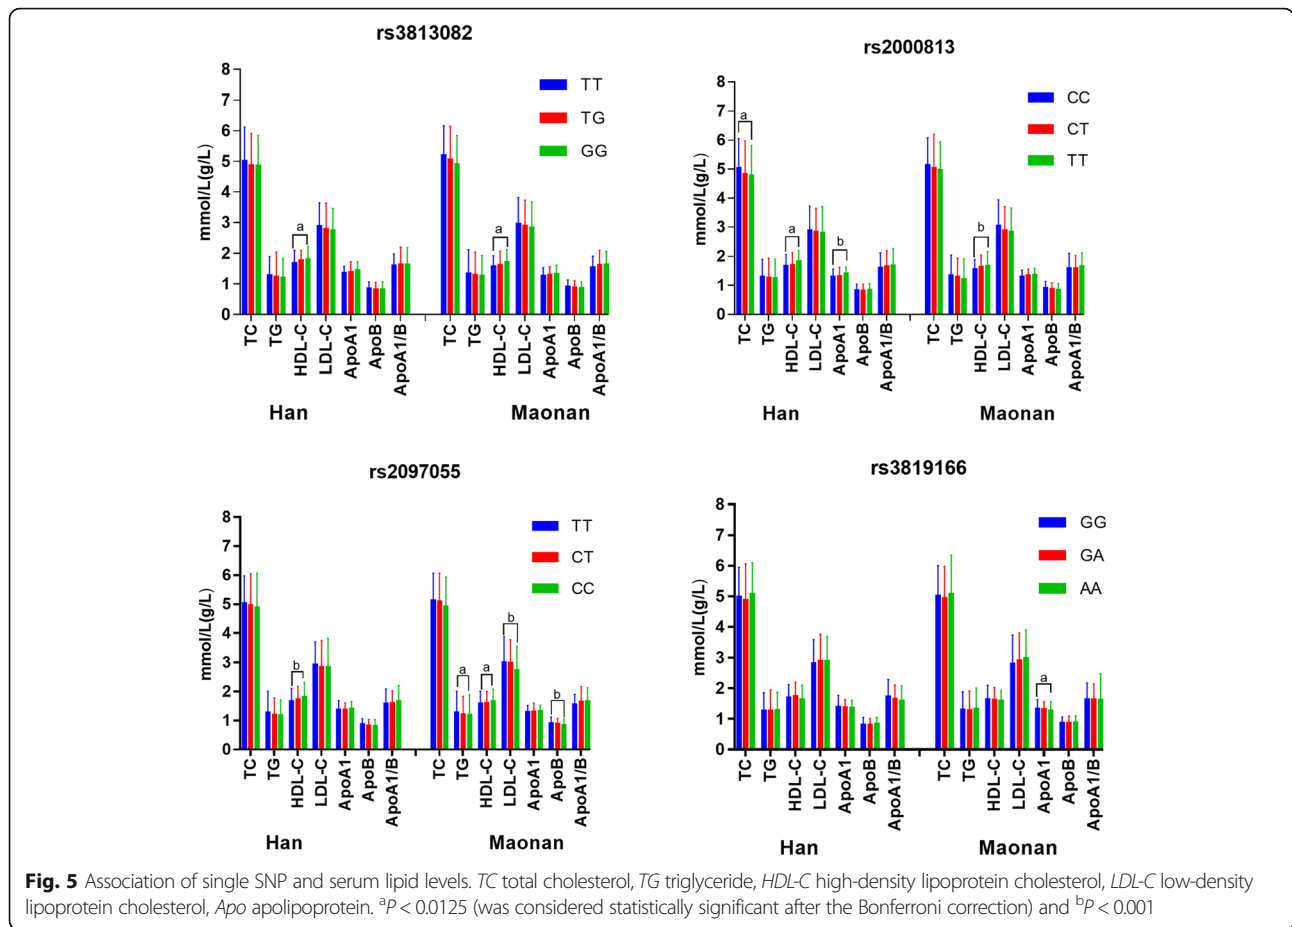 rs3813082
8
7
6
5
4
3
2
1
0
mmol/L(g/L)
TT
TG
GG
a
a
TC
TG
HDL-C
LDL-C
ApoA1
ApoB
ApoA1/B
TC
TG
HDL-C
LDL-C
ApoA1
ApoB
ApoA1/B
Han
Maonan
rs2000813
8
7
6
5
4
3
2
1
0
mmol/L(g/L)
CC
CT
TT
a
a
b
b
TC
TG
HDL-C
LDL-C
ApoA1
ApoB
ApoA1/B
TC
TG
HDL-C
LDL-C
ApoA1
ApoB
ApoA1/B
Han
Maonan
rs2097055
8
7
6
5
4
3
2
1
0
mmol/L(g/L)
TT
CT
CC
b
a
a
b
b
TC
TG
HDL-C
LDL-C
ApoA1
ApoB
ApoA1/B
TC
TG
HDL-C
LDL-C
ApoA1
ApoB
ApoA1/B
Han
Maonan
rs3819166
8
7
6
5
4
3
2
1
0
mmol/L(g/L)
GG
GA
AA
a
TC
TG
HDL-C
LDL-C
ApoA1
ApoB
ApoA1/B
TC
TG
HDL-C
LDL-C
ApoA1
ApoB
ApoA1/B
Han
Maonan
Fig. 5 Association of single SNP and serum lipid levels. TC total cholesterol, TG triglyceride, HDL-C high-density lipoprotein cholesterol, LDL-C low-density
lipoprotein cholesterol, Apo apolipoprotein. ᵃP < 0.0125 (was considered statistically significant after the Bonferroni correction) and ᵇP < 0.001